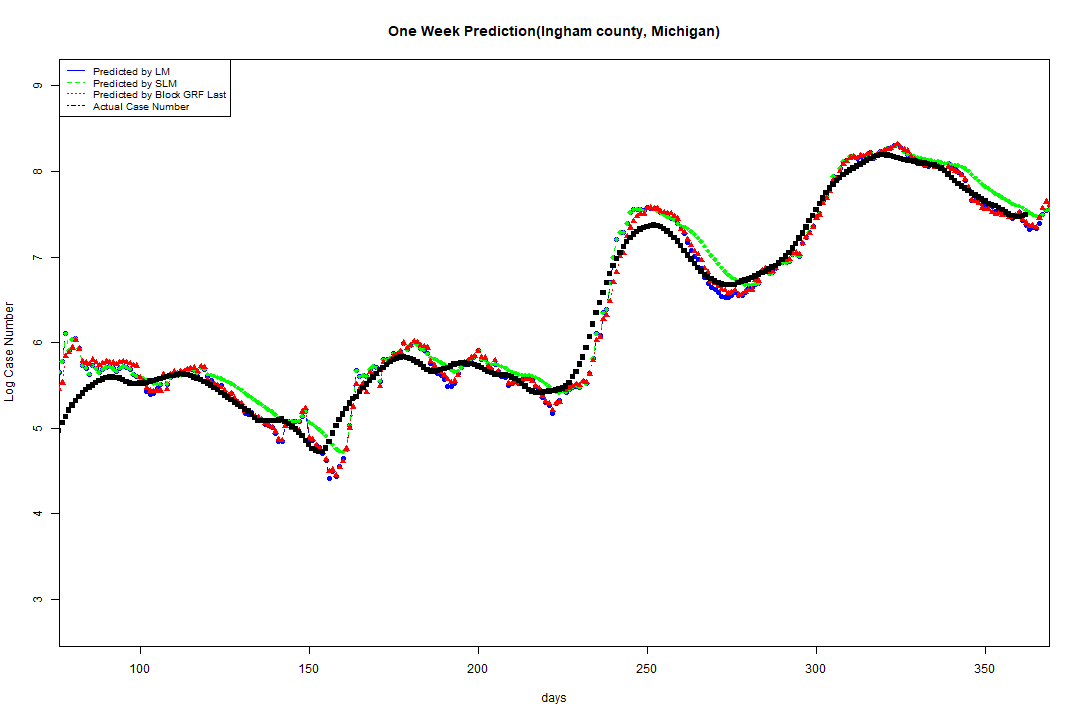 One Week Prediction(Ingham county, Michigan)
Predicted by LM
Predicted by SLM
Predicted by Block GRF Last
Actual Case Number
9
8
7
6
5
4
3
Log Case Number
100 150 200 250 300 350
days